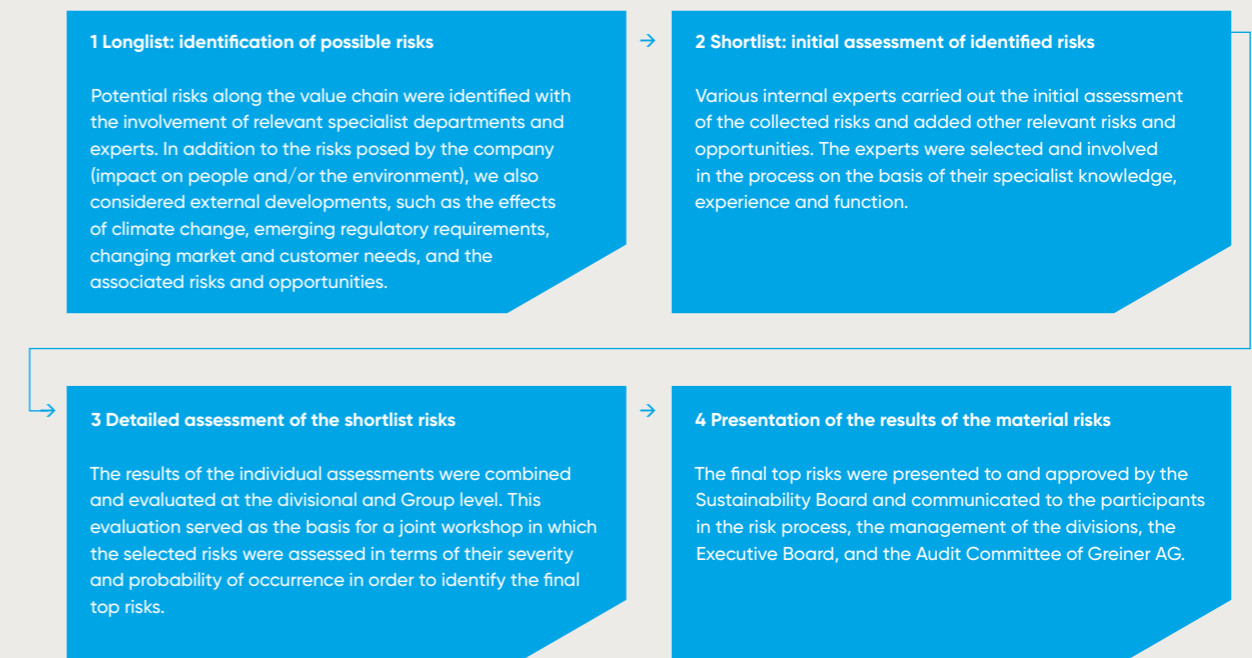 1 Longlist: identification of possible risks
Potential risks along the value chain were identified with
the involvement of relevant specialist departments and
experts. In addition to the risks posed by the company
(impact on people and/or the environment), we also
considered external developments, such as the effects
of climate change, emerging regulatory requirements,
changing market and customer needs, and the
associated risks and opportunities.
2 Shortlist: initial assessment of identified risks
Various internal experts carried out the initial assessment
of the collected risks and added other relevant risks and
opportunities. The experts were selected and involved
in the process on the basis of their specialist knowledge,
experience and function.
3 Detailed assessment of the shortlist risks
The results of the individual assessments were combined
and evaluated at the divisional and Group level. This
evaluation served as the basis for a joint workshop in which
the selected risks were assessed in terms of their severity
and probability of occurrence in order to identify the final
top risks.
4 Presentation of the results of the material risks
The final top risks were presented to and approved by the
Sustainability Board and communicated to the participants
in the risk process, the management of the divisions, the
Executive Board, and the Audit Committee of Greiner AG.